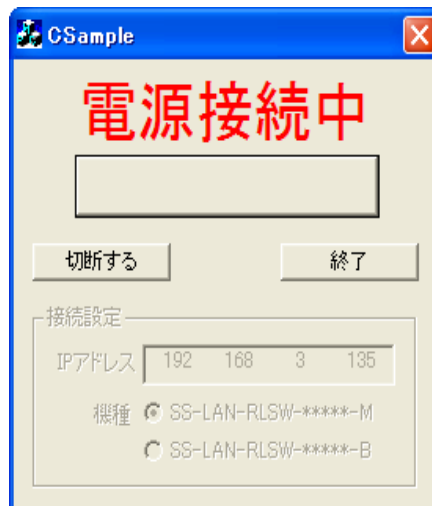 CSample
電源接続中
切断する 終了
接続設定
IPアドレス 192 168 3 135
機種 SS-LAN-RLSW-*****-M
SS-LAN-RLSW-*****-B